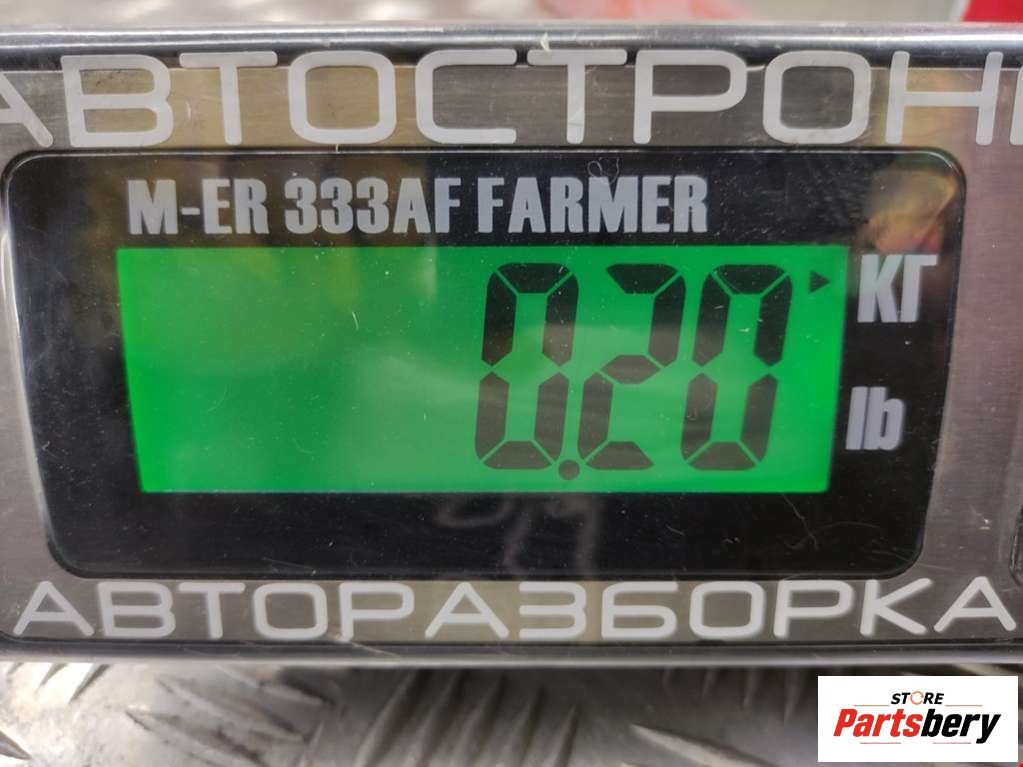 АВТОСТРОН
M-ER 333AF FARMER
0.20
КГ
lb
АВТОРАЗБОРКА
STORE
Partsbery